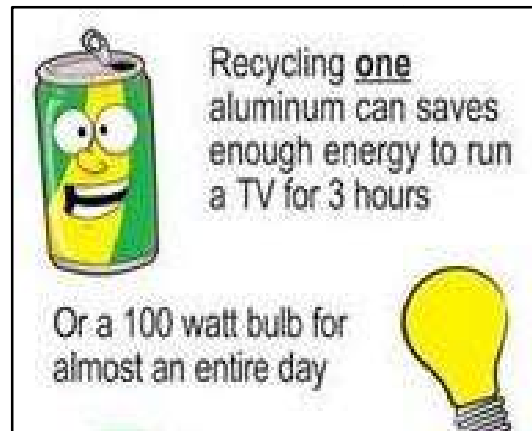 Recycling one
aluminum can saves
enough energy to run
a TV for 3 hours
Or a 100 watt bulb for
almost an entire day